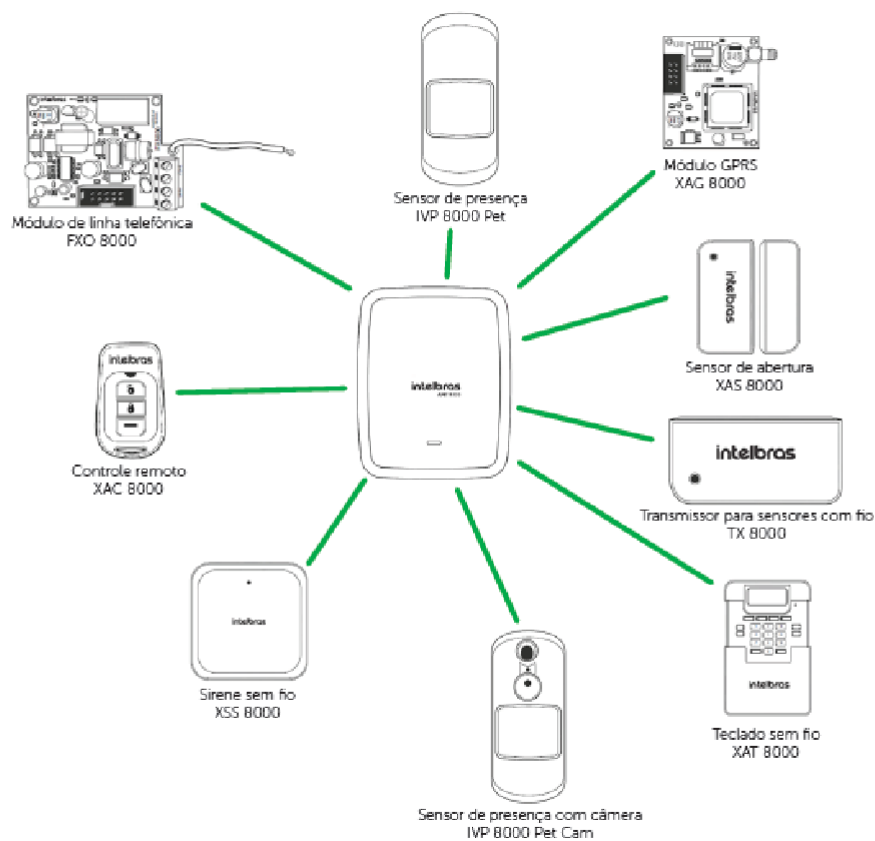 Sensor de presença
IVP 8000 Pet
intelbras
Módulo de linha telefônica
FXO 8000
Módulo GPRS
XAG 8000
intelbras
Sensor de abertura
XAS 8000
intelbras
Controle remoto
XAC 8000
intelbras
intelbras
Transmissor para sensores com fio
TX 8000
intelbras
Sirene sem fio
XSS 8000
intelbras
Teclado sem fio
XAT 8000
Sensor de presença com câmera
IVP 8000 Pet Cam